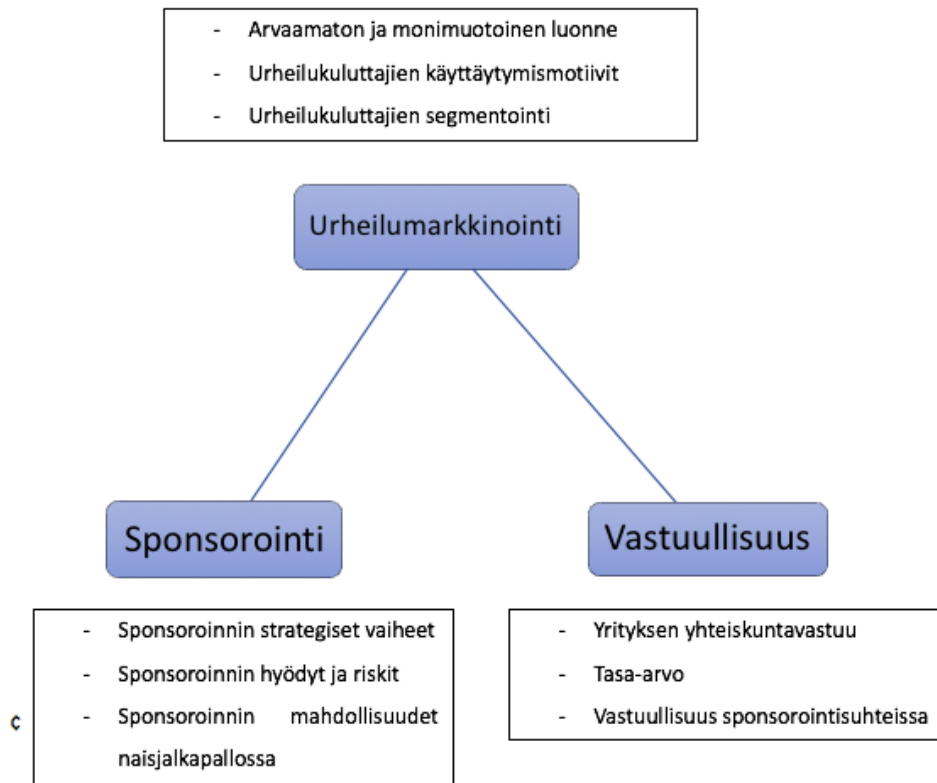 - Arvaamaton ja monimuotoinen luonne
- Urheilukuluttajien käyttäytymismotiivit
- Urheilukuluttajien segmentointi
Urheilumarkkinointi
Sponsorointi
Vastuullisuus
- Sponsoroinnin strategiset vaiheet
- Sponsoroinnin hyödyt ja riskit
- Sponsoroinnin mahdollisuudet
naisjalkapallossa
¢
- Yrityksen yhteiskuntavastuu
- Tasa-arvo
- Vastuullisuus sponsorointisuhteissa